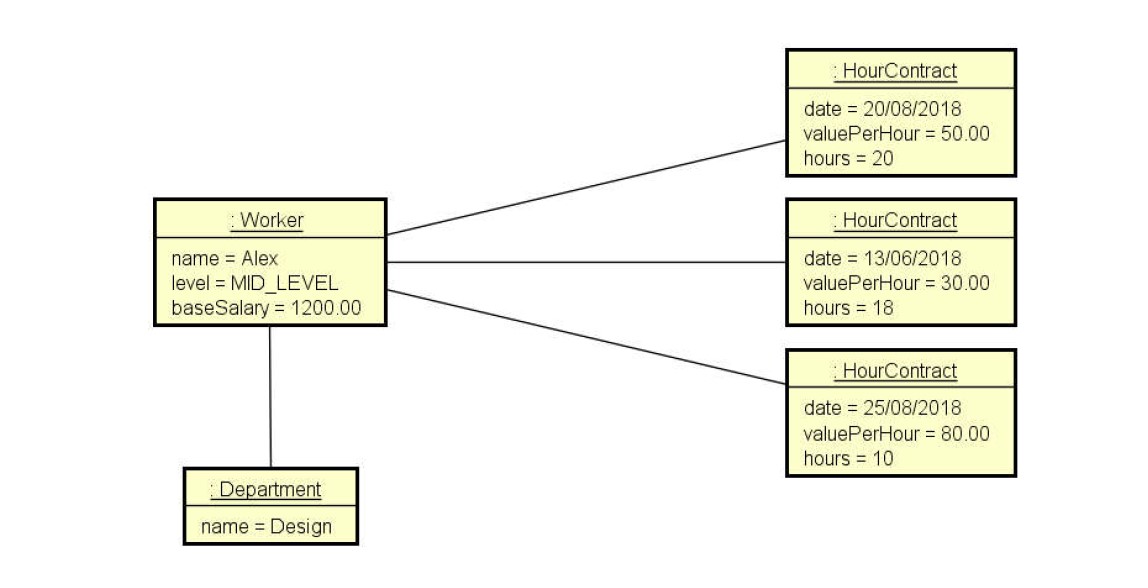 : HourContract
date = 20/08/2018
valuePerHour = 50.00
hours = 20
: Worker
name = Alex
level = MID_LEVEL
baseSalary = 1200.00
: HourContract
date = 13/06/2018
valuePerHour = 30.00
hours = 18
: HourContract
date = 25/08/2018
valuePerHour = 80.00
hours = 10
: Department
name = Design